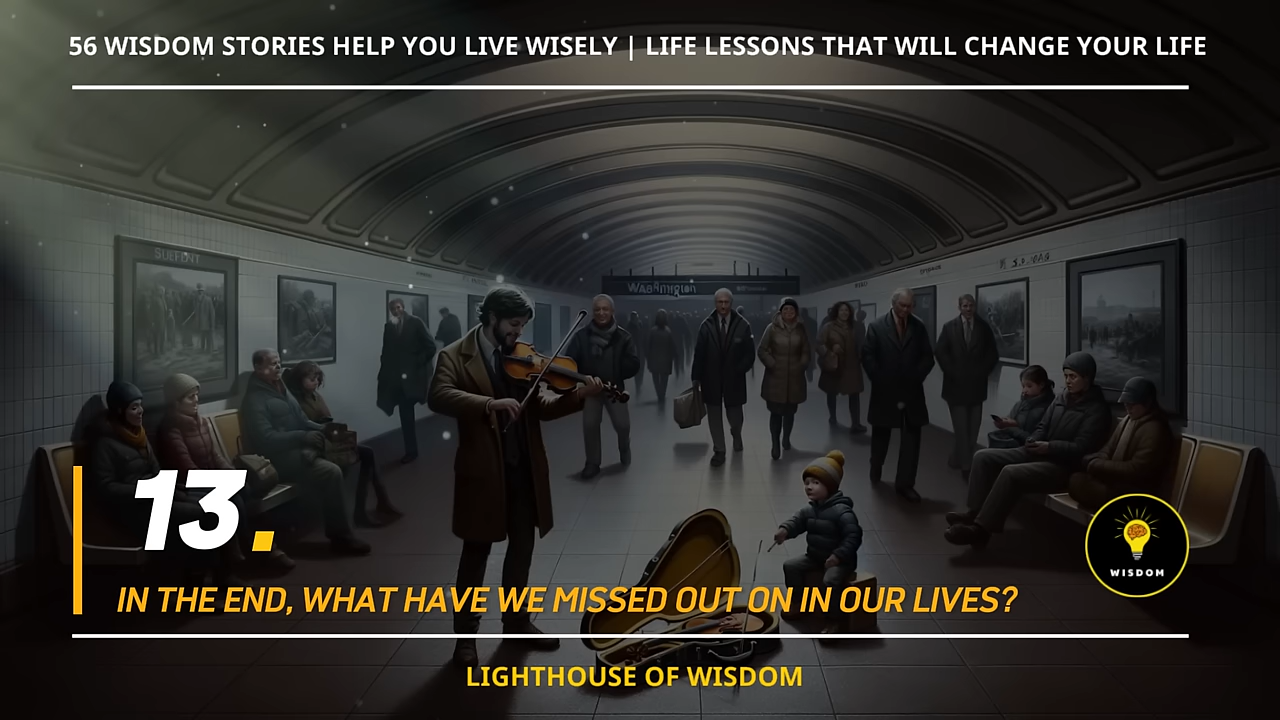 56 WISDOM STORIES HELP YOU LIVE WISELY | LIFE LESSONS THAT WILL CHANGE YOUR LIFE
13.
IN THE END, WHAT HAVE WE MISSED OUT ON IN OUR LIVES?
WISDOM
LIGHTHOUSE OF WISDOM